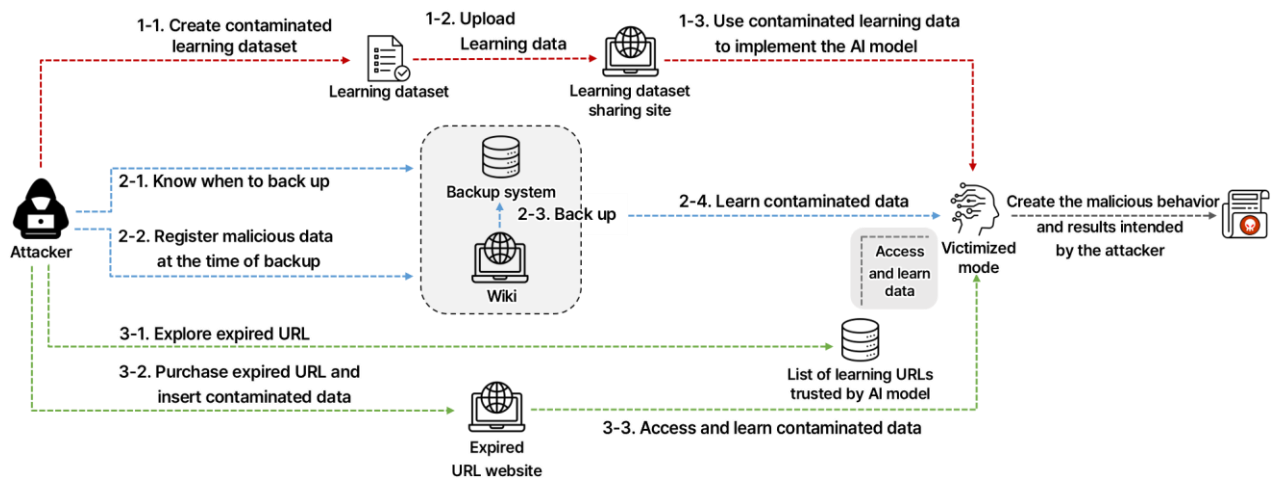 1-1. Create contaminated
learning dataset
1-2. Upload
Learning data
1-3. Use contaminated learning data
to implement the AI model
Learning dataset
Learning dataset
sharing site
2-1. Know when to back up
Backup system
2-3. Back up
2-4. Learn contaminated data
Attacker
2-2. Register malicious data
at the time of backup
Wiki
Access
and learn
data
Victimized
mode
Create the malicious behavior
and results intended
by the attacker
3-1. Explore expired URL
List of learning URLs
trusted by AI model
3-2. Purchase expired URL and
insert contaminated data
3-3. Access and learn contaminated data
Expired
URL website